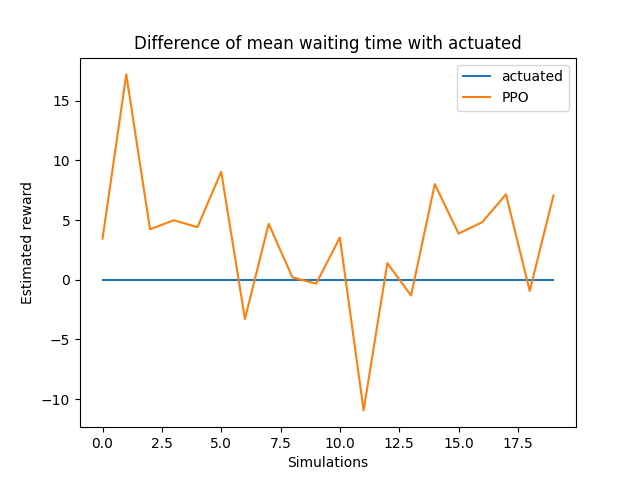 Difference of mean waiting time with actuated
actuated
PPO
Estimated reward
15
10
5
0
−5
−10
0.0 2.5 5.0 7.5 10.0 12.5 15.0 17.5
Simulations